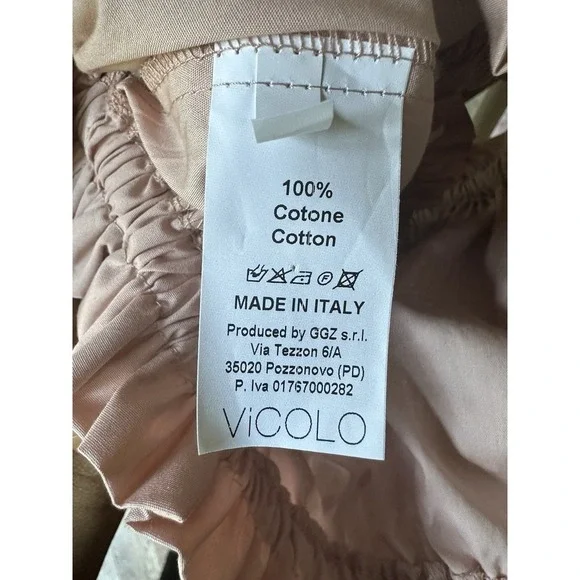 100%
Cotone
Cotton
MADE IN ITALY
Produced by GGZ s.r.l.
Via Tezzon 6/A
35020 Pozzonovo (PD)
P. Iva 01767000282
ViCOLO